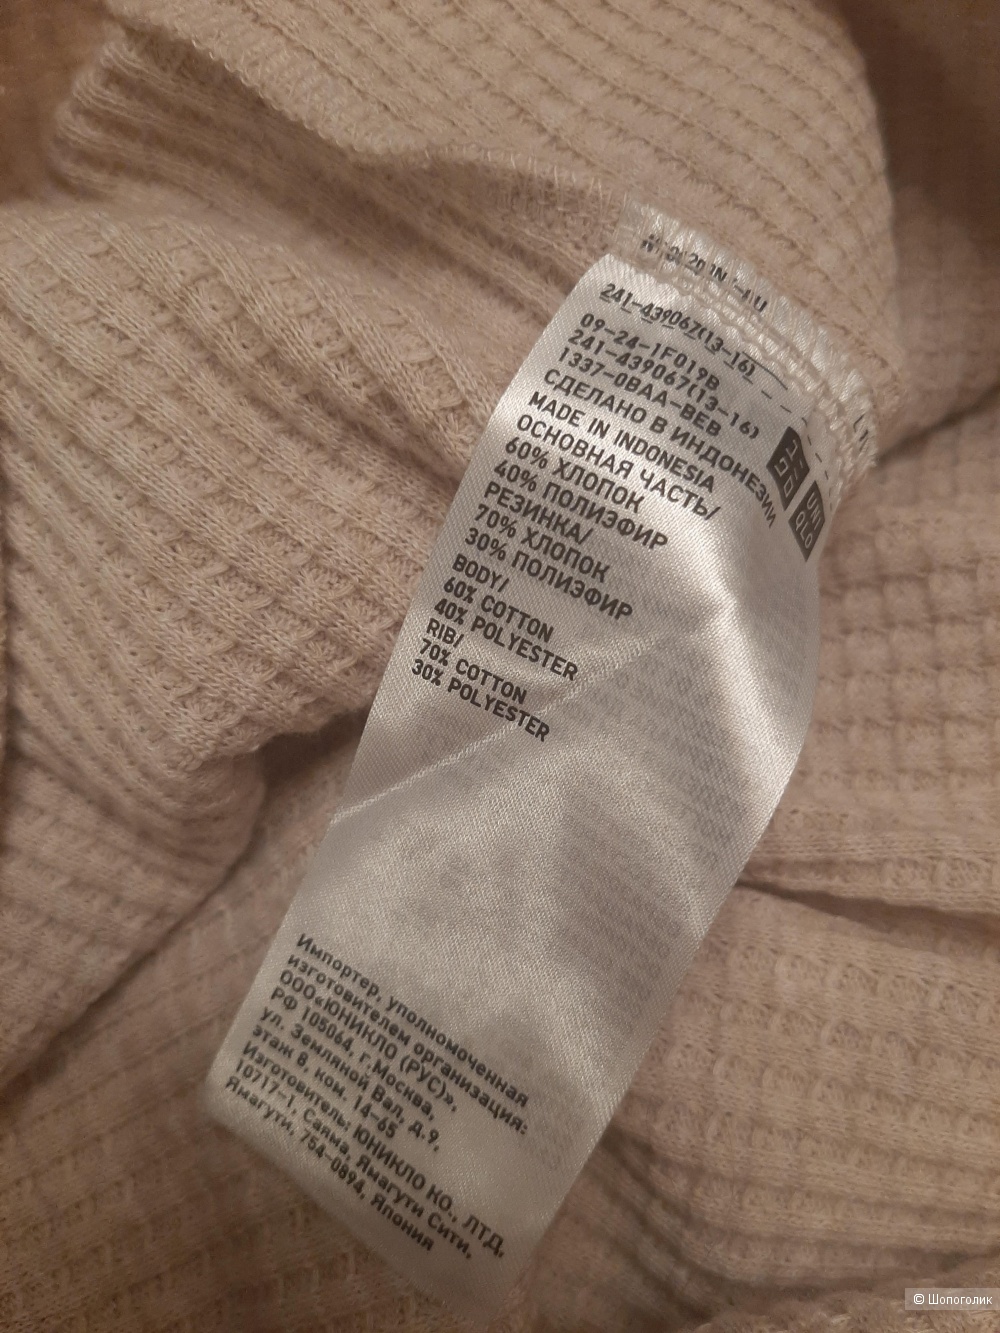 241-439067(13-16)
09-24-1F019B
241-439067(13-16)
1337-0BAA-BEB
СДЕЛАНО В ИНДОНЕЗИИ
MADE IN INDONESIA
ОСНОВНАЯ ЧАСТЬ/
60% ХЛОПОК
40% ПОЛИЭФИР
РЕЗИНКА/
70% ХЛОПОК
30% ПОЛИЭФИР
BODY/
60% COTTON
40% POLYESTER
RIB/
70% COTTON
30% POLYESTER
UNI
QLO
Импортер, уполномоченная
изготовителем организация:
ООО«ЮНИКЛО (РУС)»,
РФ 105064, г.Москва,
ул. Земляной Вал, д.9,
этаж 8, ком. 14-65
Изготовитель: ЮНИКЛО КО., ЛТД,
10717-1, Саяма, Ямагути Сити,
Ямагути, 754-0894, Япония
© Шопоголик